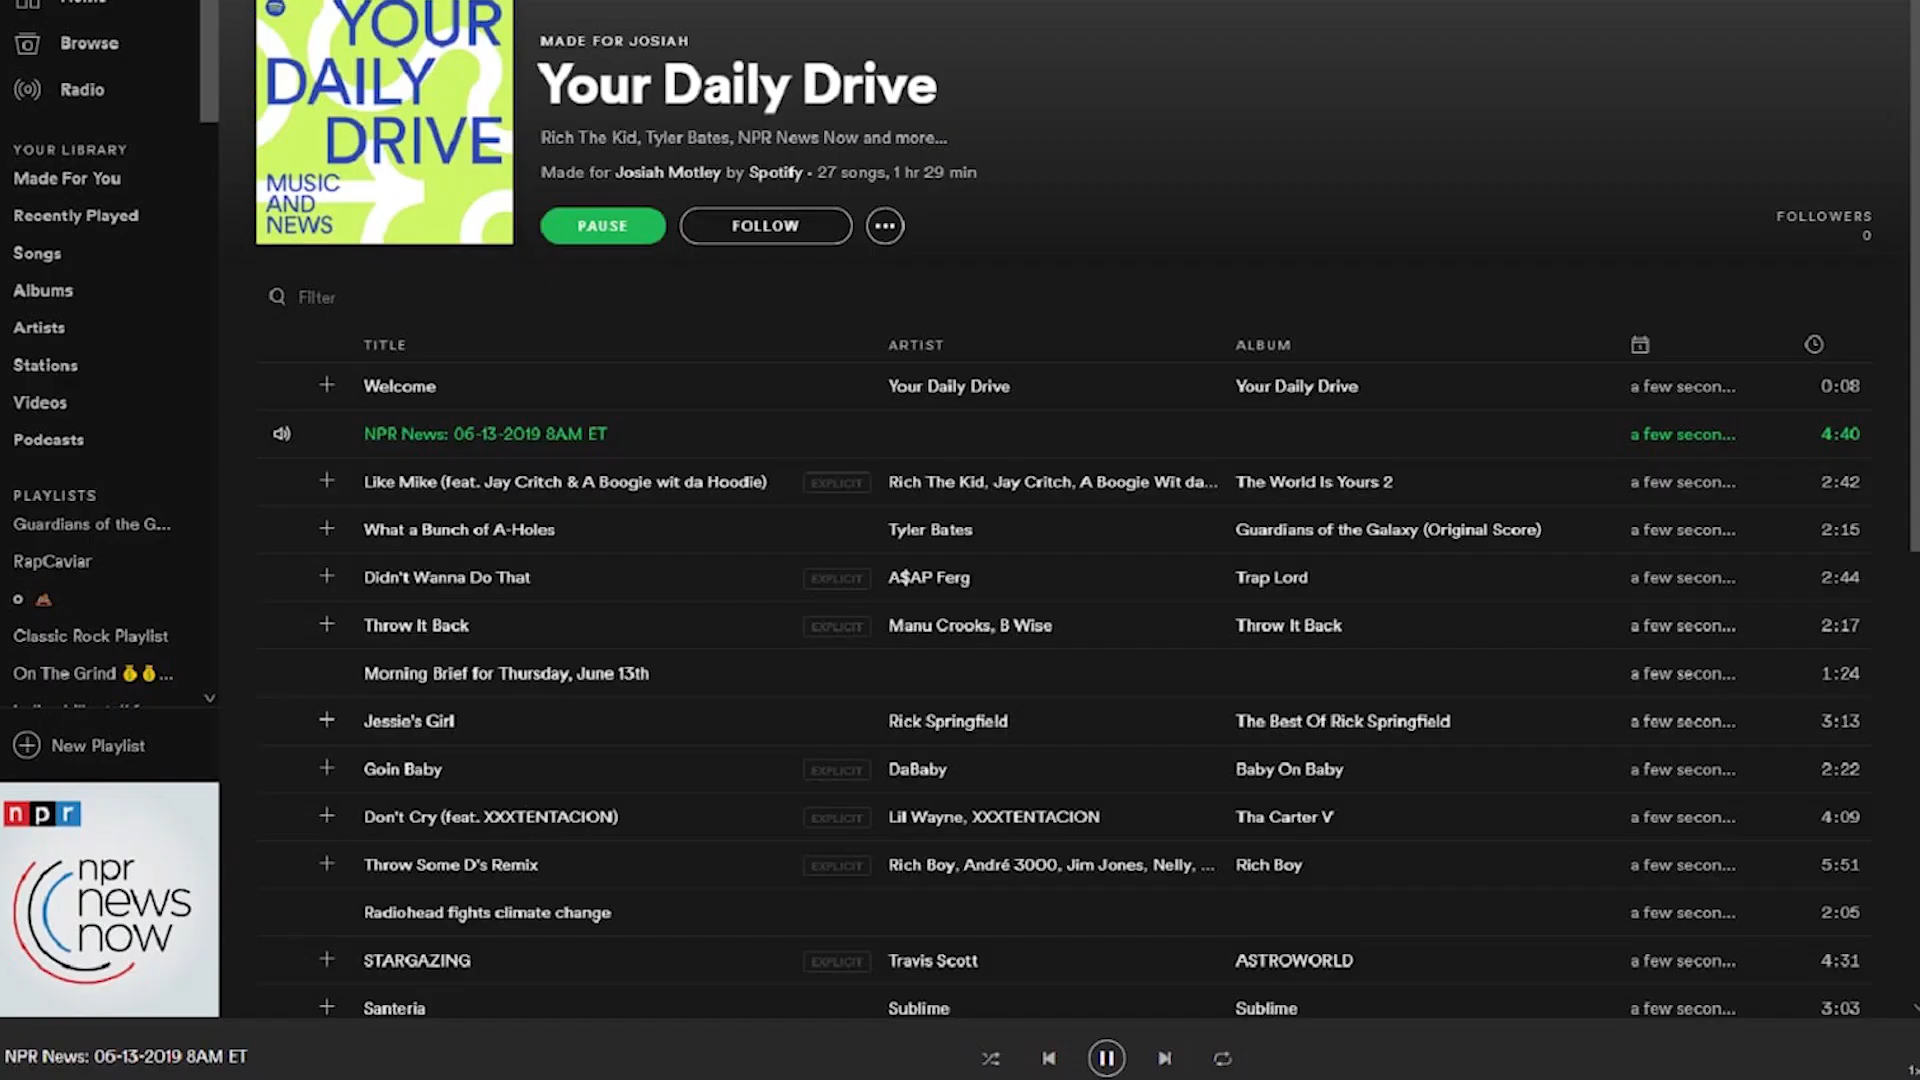 Home
Browse
Radio
YOUR LIBRARY
Made For You
Recently Played
Songs
Albums
Artists
Stations
Videos
Podcasts
PLAYLISTS
Guardians of the G...
RapCaviar
Classic Rock Playlist
On The Grind 💰💰...
New Playlist
npr
npr
news
now
YOUR
DAILY
DRIVE
MUSIC
AND
NEWS
MADE FOR JOSIAH
Your Daily Drive
Rich The Kid, Tyler Bates, NPR News Now and more...
Made for Josiah Motley by Spotify • 27 songs, 1 hr 29 min
PAUSE FOLLOW
FOLLOWERS
0
Filter
TITLE ARTIST ALBUM
Welcome Your Daily Drive Your Daily Drive a few secon... 0:08
NPR News: 06-13-2019 8AM ET a few secon... 4:40
Like Mike (feat. Jay Critch & A Boogie wit da Hoodie) EXPLICIT Rich The Kid, Jay Critch, A Boogie Wit da... The World Is Yours 2 a few secon... 2:42
What a Bunch of A-Holes Tyler Bates Guardians of the Galaxy (Original Score) a few secon... 2:15
Didn't Wanna Do That EXPLICIT A$AP Ferg Trap Lord a few secon... 2:44
Throw It Back EXPLICIT Manu Crooks, B Wise Throw It Back a few secon... 2:17
Morning Brief for Thursday, June 13th a few secon... 1:24
Jessie's Girl Rick Springfield The Best Of Rick Springfield a few secon... 3:13
Goin Baby EXPLICIT DaBaby Baby On Baby a few secon... 2:22
Don't Cry (feat. XXXTENTACION) EXPLICIT Lil Wayne, XXXTENTACION Tha Carter V a few secon... 4:09
Throw Some D's Remix EXPLICIT Rich Boy, André 3000, Jim Jones, Nelly, ... Rich Boy a few secon... 5:51
Radiohead fights climate change a few secon... 2:05
STARGAZING EXPLICIT Travis Scott ASTROWORLD a few secon... 4:31
Santeria Sublime Sublime a few secon... 3:03
NPR News: 06-13-2019 8AM ET